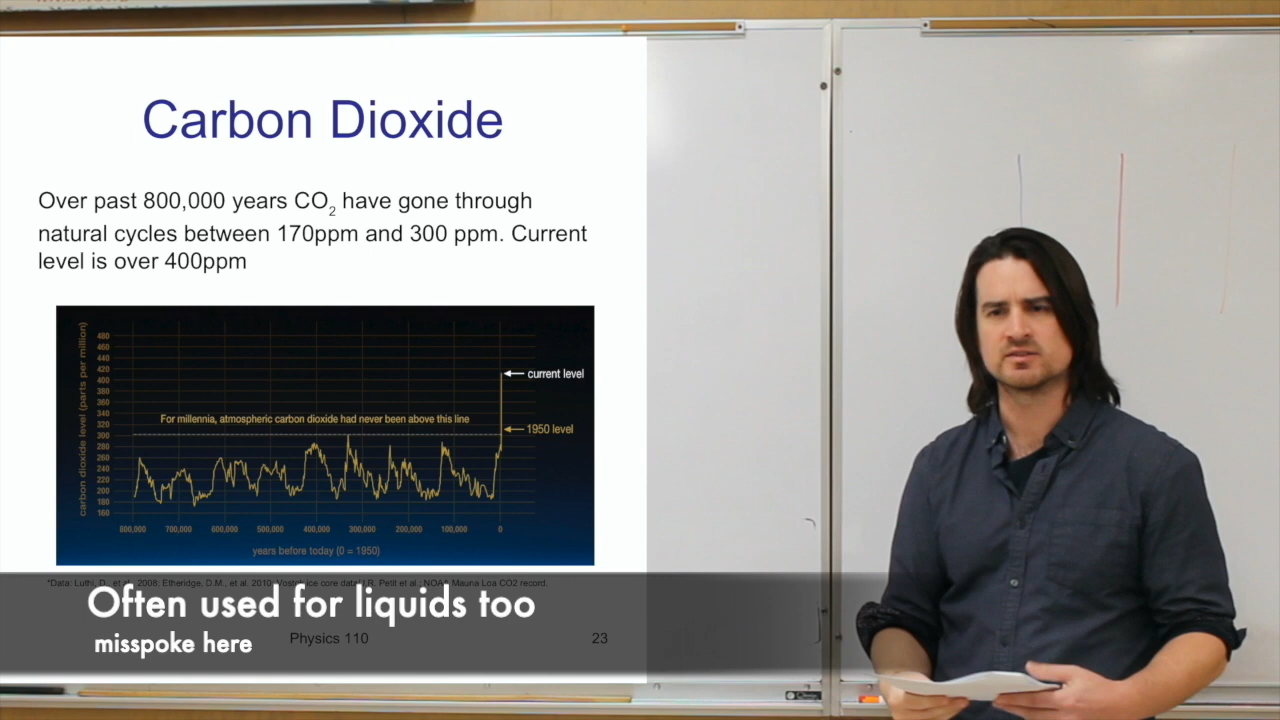 Carbon Dioxide
Over past 800,000 years CO2 have gone through
natural cycles between 170ppm and 300 ppm. Current
level is over 400ppm
carbon dioxide level (parts per million)
480
460
440
420
400
380
360
340
320
300
280
260
240
220
200
180
160
current level
For millennia, atmospheric carbon dioxide had never been above this line
1950 level
800,000 700,000 600,000 500,000 400,000 300,000 200,000 100,000 0
years before today (0 = 1950)
*Data: Luthi, D., et al. 2008; Etheridge, D.M., et al. 2010; Vostok ice core data/J.R. Petit et al.; NOAA Mauna Loa CO2 record.
Often used for liquids too
misspoke here
Physics 110
23